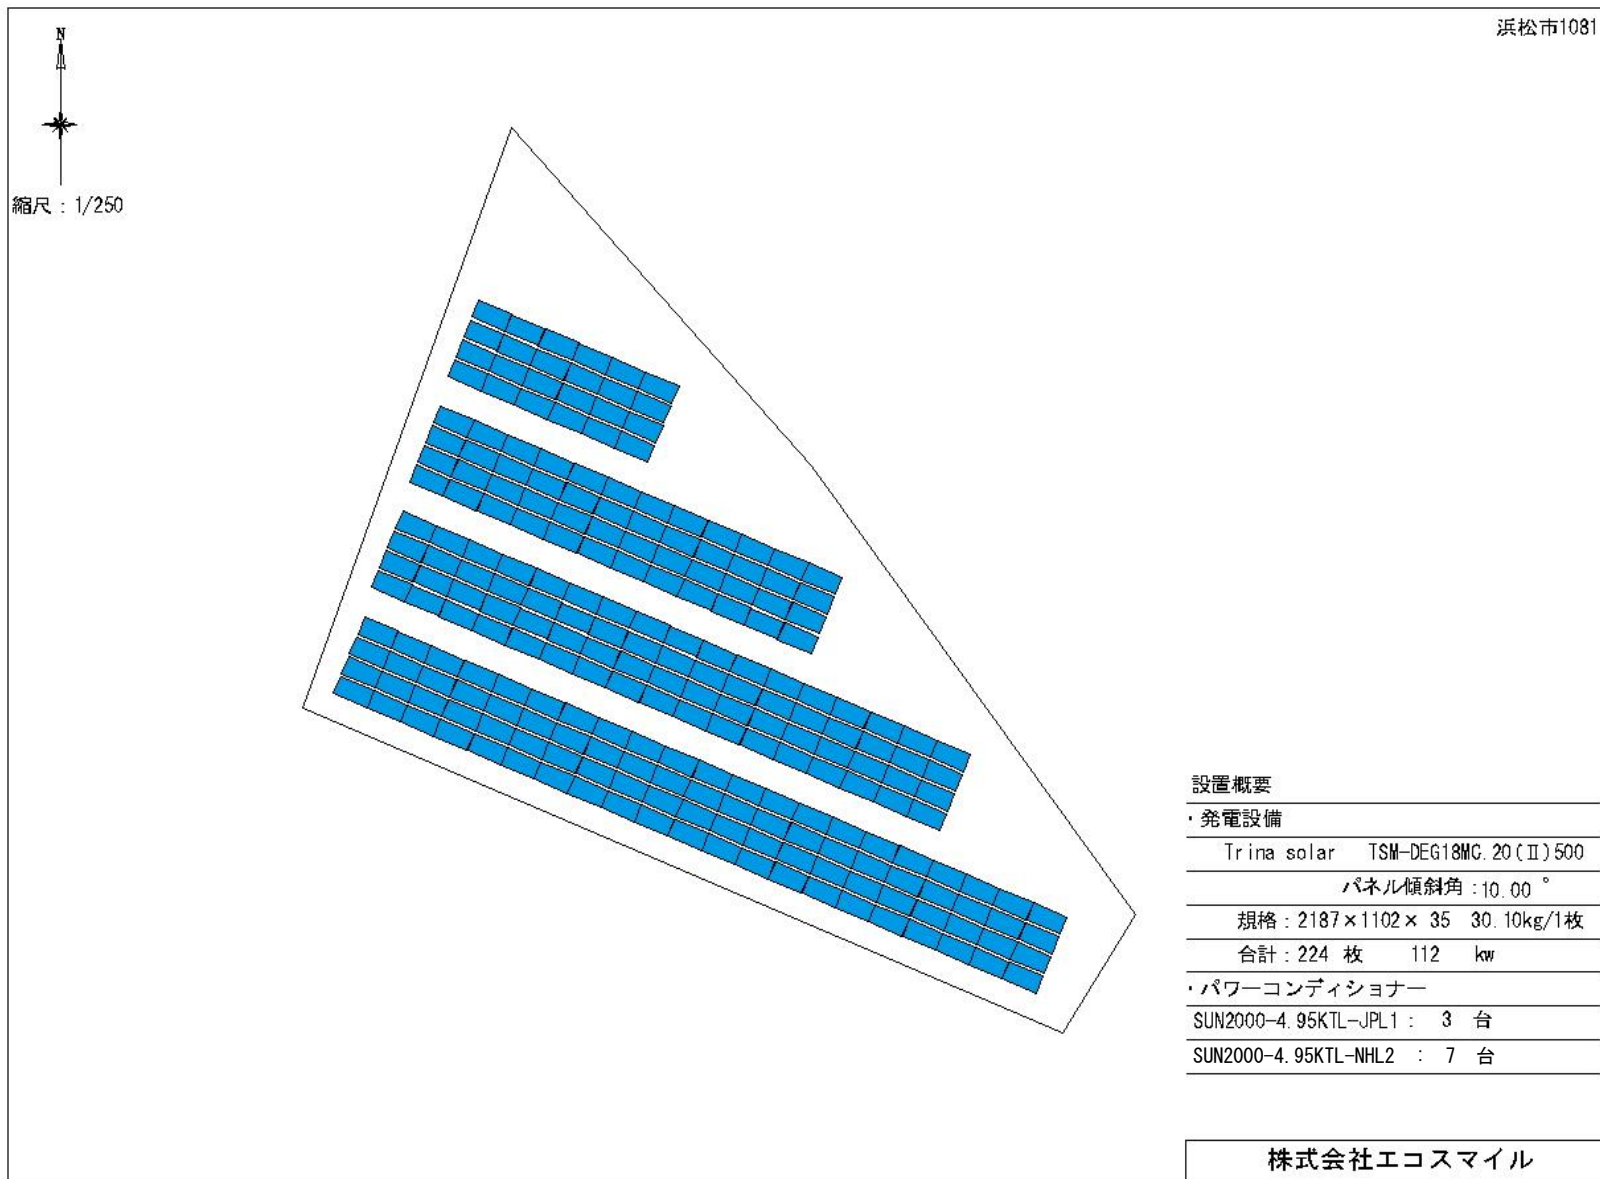 浜松市1081
N
縮尺：1/250
設置概要
・発電設備
Trina solar TSM-DEG18MC.20(Ⅱ)500
パネル傾斜角：10.00 °
規格：2187×1102× 35 30.10kg/1枚
合計：224 枚 112 kw
・パワーコンディショナー
SUN2000-4.95KTL-JPL1： 3 台
SUN2000-4.95KTL-NHL2 ： 7 台
株式会社エコスマイル